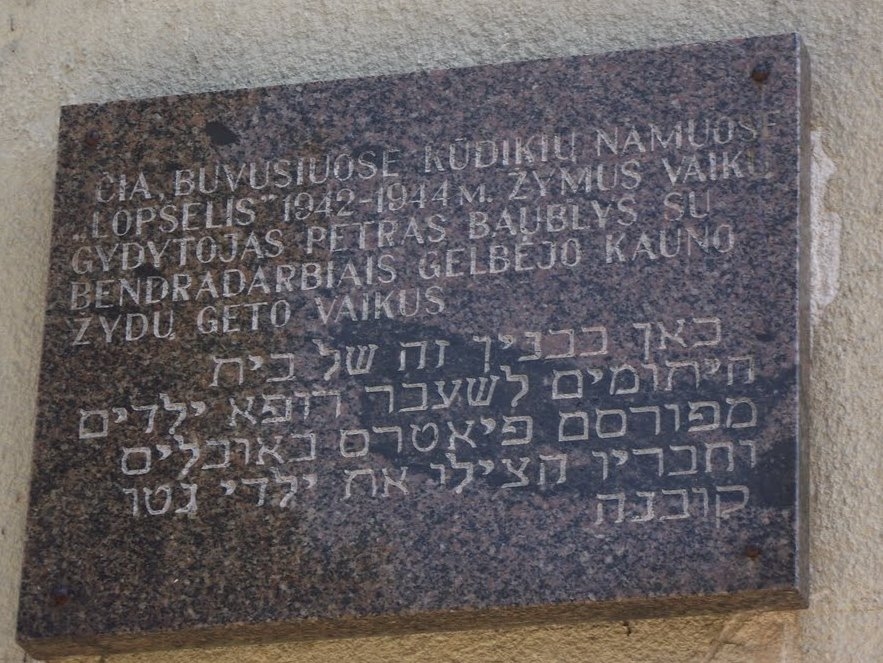 ČIA, BUVUSIUOSE KŪDIKIŲ NAMUOSE
„LOPŠELIS” 1942-1944 M. ŽYMUS VAIKŲ
GYDYTOJAS PETRAS BAUBLYS SU
BENDRADARBIAIS GELBĖJO KAUNO
ŽYDŲ GETO VAIKUS
כאן בבנין זה של בית
היתומים לשעבר רופא ילדים
מפורסם פיאטרס באובליס
וחבריו הצילו את ילדי גטו
קובנה